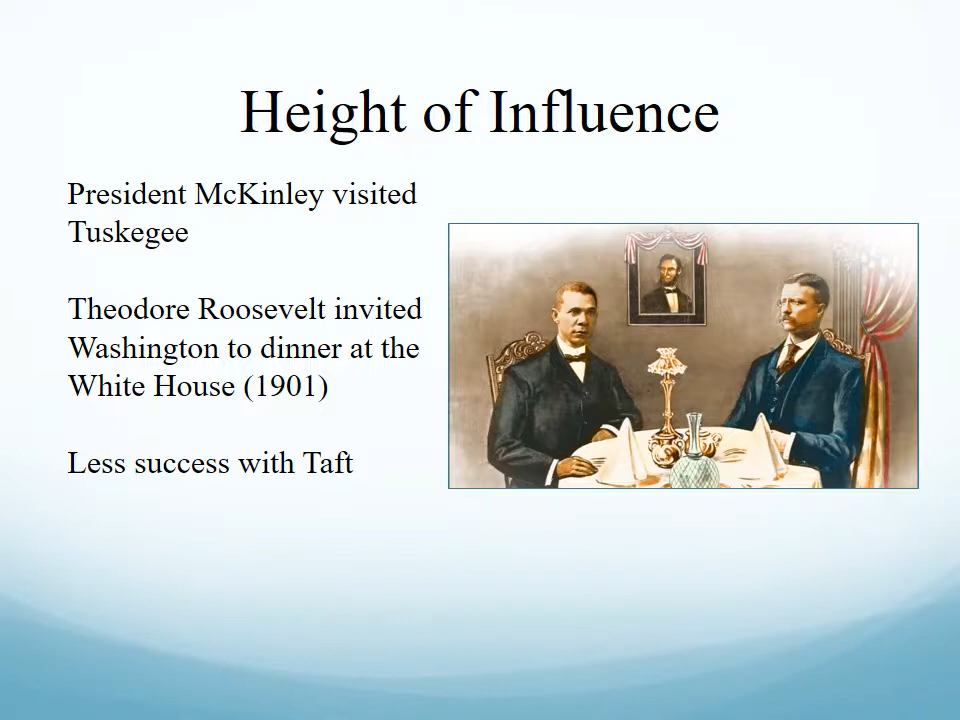 Height of Influence
President McKinley visited
Tuskegee
Theodore Roosevelt invited
Washington to dinner at the
White House (1901)
Less success with Taft